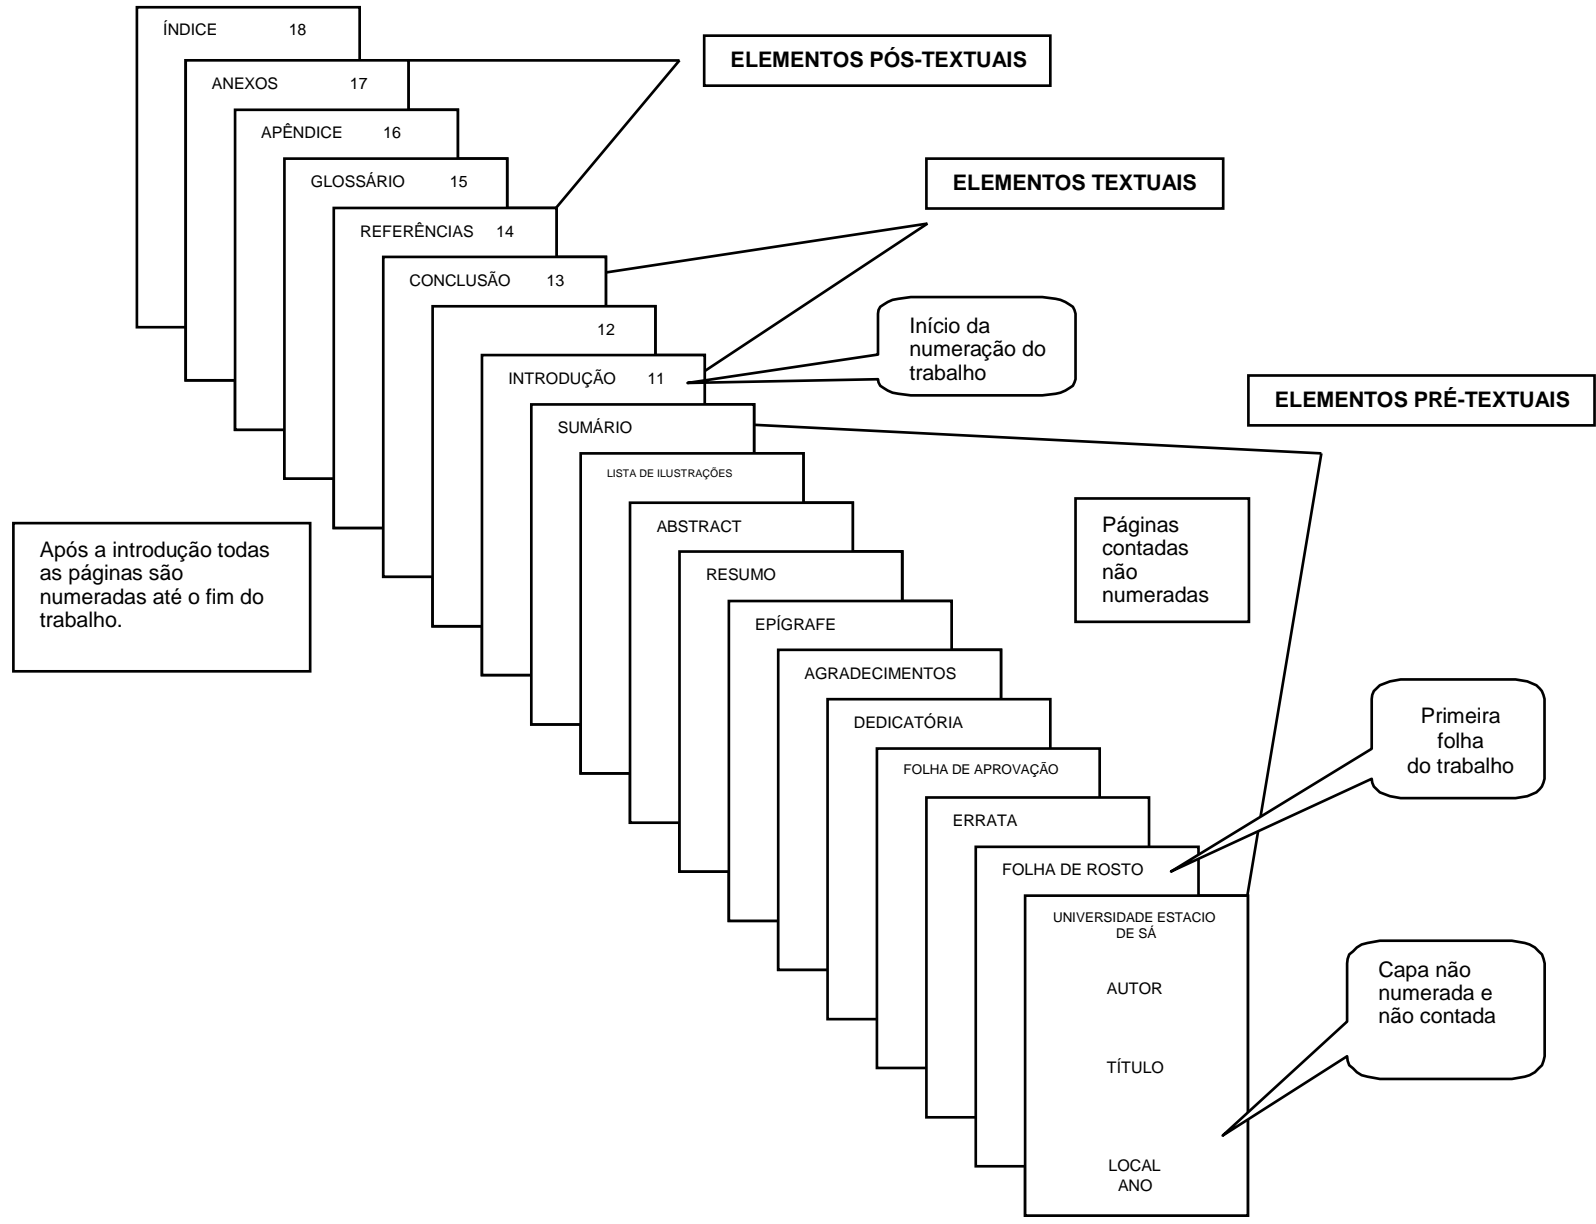 ÍNDICE 18
ELEMENTOS PÓS-TEXTUAIS
ANEXOS 17
APÊNDICE 16
GLOSSÁRIO 15
ELEMENTOS TEXTUAIS
REFERÊNCIAS 14
CONCLUSÃO 13
12
Início da
numeração do
trabalho
INTRODUÇÃO 11
ELEMENTOS PRÉ-TEXTUAIS
SUMÁRIO
LISTA DE ILUSTRAÇÕES
ABSTRACT
Páginas
contadas
não
numeradas
Após a introdução todas
as páginas são
numeradas até o fim do
trabalho.
RESUMO
EPÍGRAFE
AGRADECIMENTOS
DEDICATÓRIA
Primeira
folha
do trabalho
FOLHA DE APROVAÇÃO
ERRATA
FOLHA DE ROSTO
UNIVERSIDADE ESTACIO
DE SÁ
AUTOR
Capa não
numerada e
não contada
TÍTULO
LOCAL
ANO